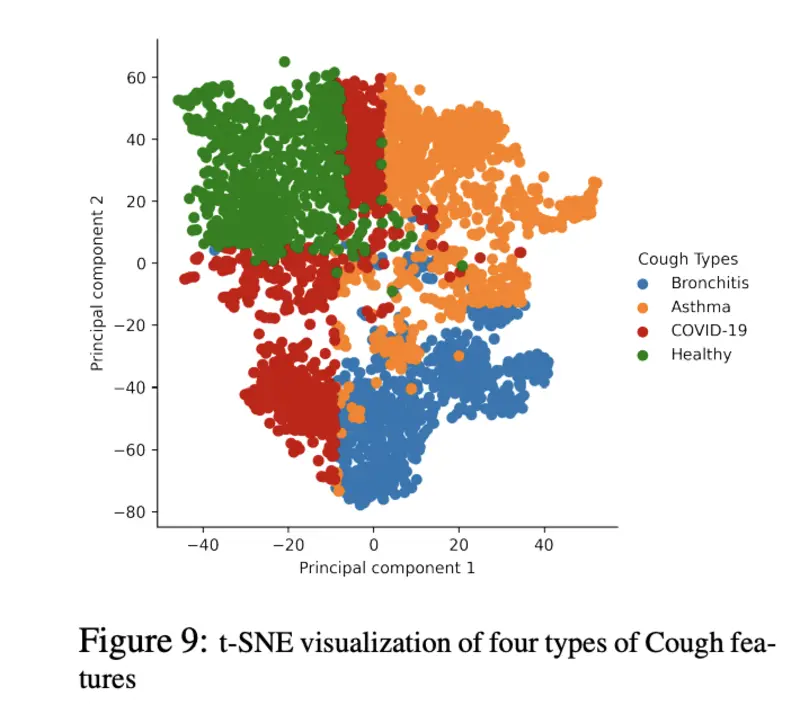 60
40
20
0
−20
−40
−60
−80
Principal component 2
−40
−20
0
20
40
Principal component 1
Cough Types
Bronchitis
Asthma
COVID-19
Healthy
Figure 9: t-SNE visualization of four types of Cough fea-
tures